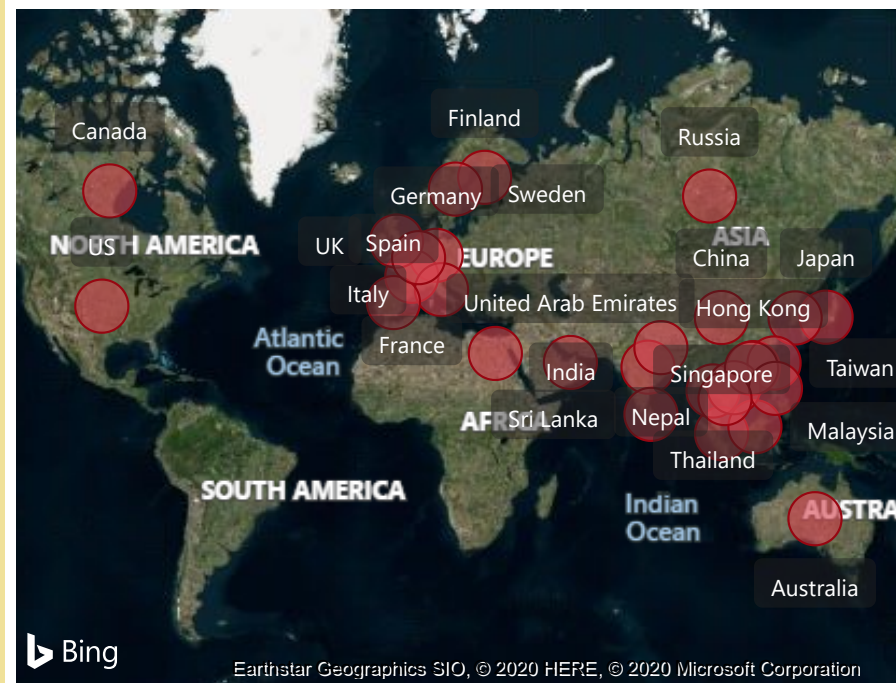 Canada
Finland
Russia
Germany
Sweden
US
NORTH AMERICA
UK
Spain
EUROPE
ASIA
China
Japan
Italy
United Arab Emirates
Hong Kong
Atlantic
Ocean
France
India
Singapore
Taiwan
AFRICA
Sri Lanka
Nepal
Malaysia
Thailand
SOUTH AMERICA
Indian
Ocean
AUSTRA
Australia
Bing
Earthstar Geographics SIO, © 2020 HERE, © 2020 Microsoft Corporation